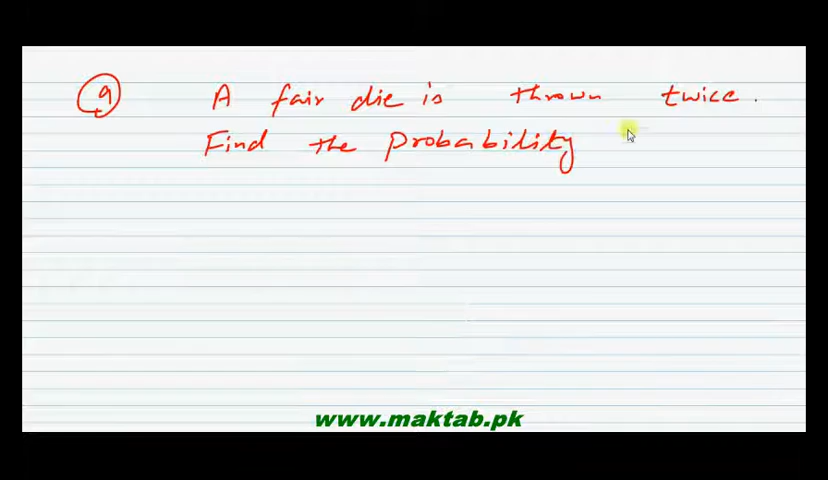 9 A fair die is thrown twice.
Find the Probability
www.maktab.pk